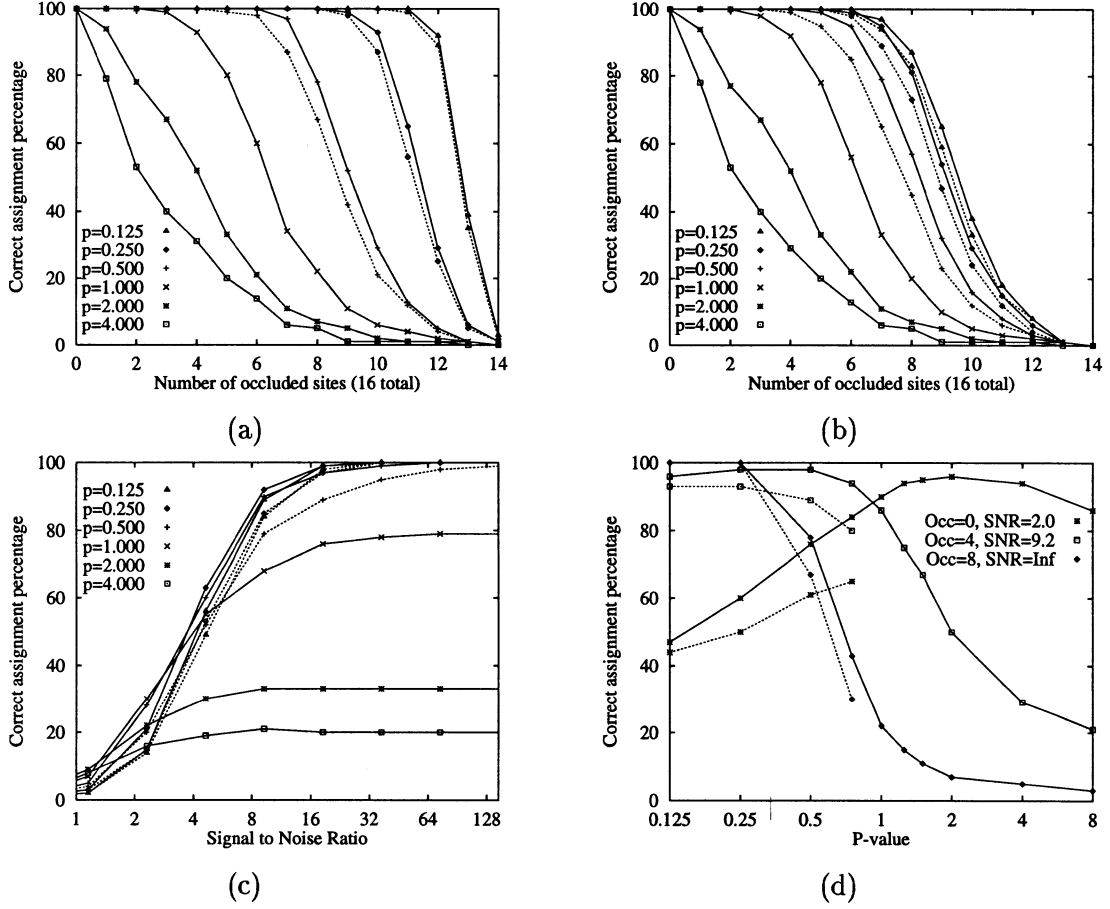 Correct assignment percentage
100
80
60
40
20
0
p=0.125
p=0.250
p=0.500
p=1.000
p=2.000
p=4.000
0 2 4 6 8 10 12 14
Number of occluded sites (16 total)
(a)
Correct assignment percentage
100
80
60
40
20
0
p=0.125
p=0.250
p=0.500
p=1.000
p=2.000
p=4.000
0 2 4 6 8 10 12 14
Number of occluded sites (16 total)
(b)
Correct assignment percentage
100
80
60
40
20
0
p=0.125
p=0.250
p=0.500
p=1.000
p=2.000
p=4.000
1 2 4 8 16 32 64 128
Signal to Noise Ratio
(c)
Correct assignment percentage
100
80
60
40
20
0
Occ=0, SNR=2.0
Occ=4, SNR=9.2
Occ=8, SNR=Inf
0.125 0.25 0.5 1 2 4 8
P-value
(d)